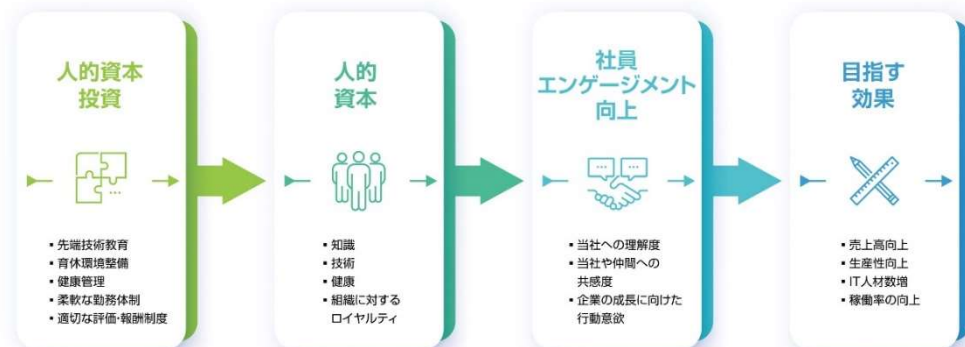 人的資本
投資
▪ 先端技術教育
▪ 育休環境整備
▪ 健康管理
▪ 柔軟な勤務体制
▪ 適切な評価・報酬制度
人的
資本
▪ 知識
▪ 技術
▪ 健康
▪ 組織に対する
ロイヤルティ
社員
エンゲージメント
向上
▪ 当社への理解度
▪ 当社や仲間への
共感度
▪ 企業の成長に向けた
行動意欲
目指す
効果
▪ 売上高向上
▪ 生産性向上
▪ IT人材数増
▪ 稼働率の向上